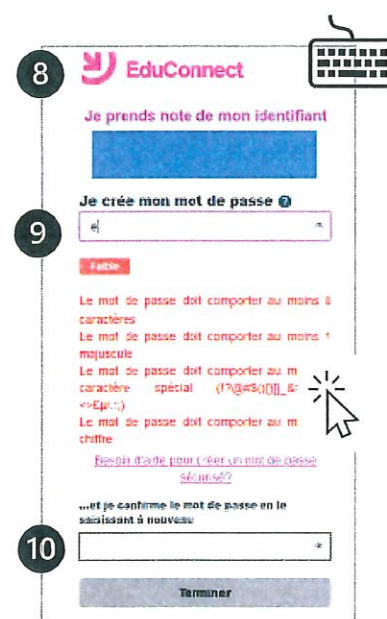 8
EduConnect
Je prends note de mon identifiant
Je crée mon mot de passe ?
9
e
Faible
Le mot de passe doit comporter au moins 8
caractères
Le mot de passe doit comporter au moins 1
majuscule
Le mot de passe doit comporter au m
caractère spécial
Le mot de passe doit comporter au m
chiffre
Besoin d'aide pour créer un mot de passe
sécurisé?
...et je confirme le mot de passe en le
saisissant à nouveau
10
Terminer